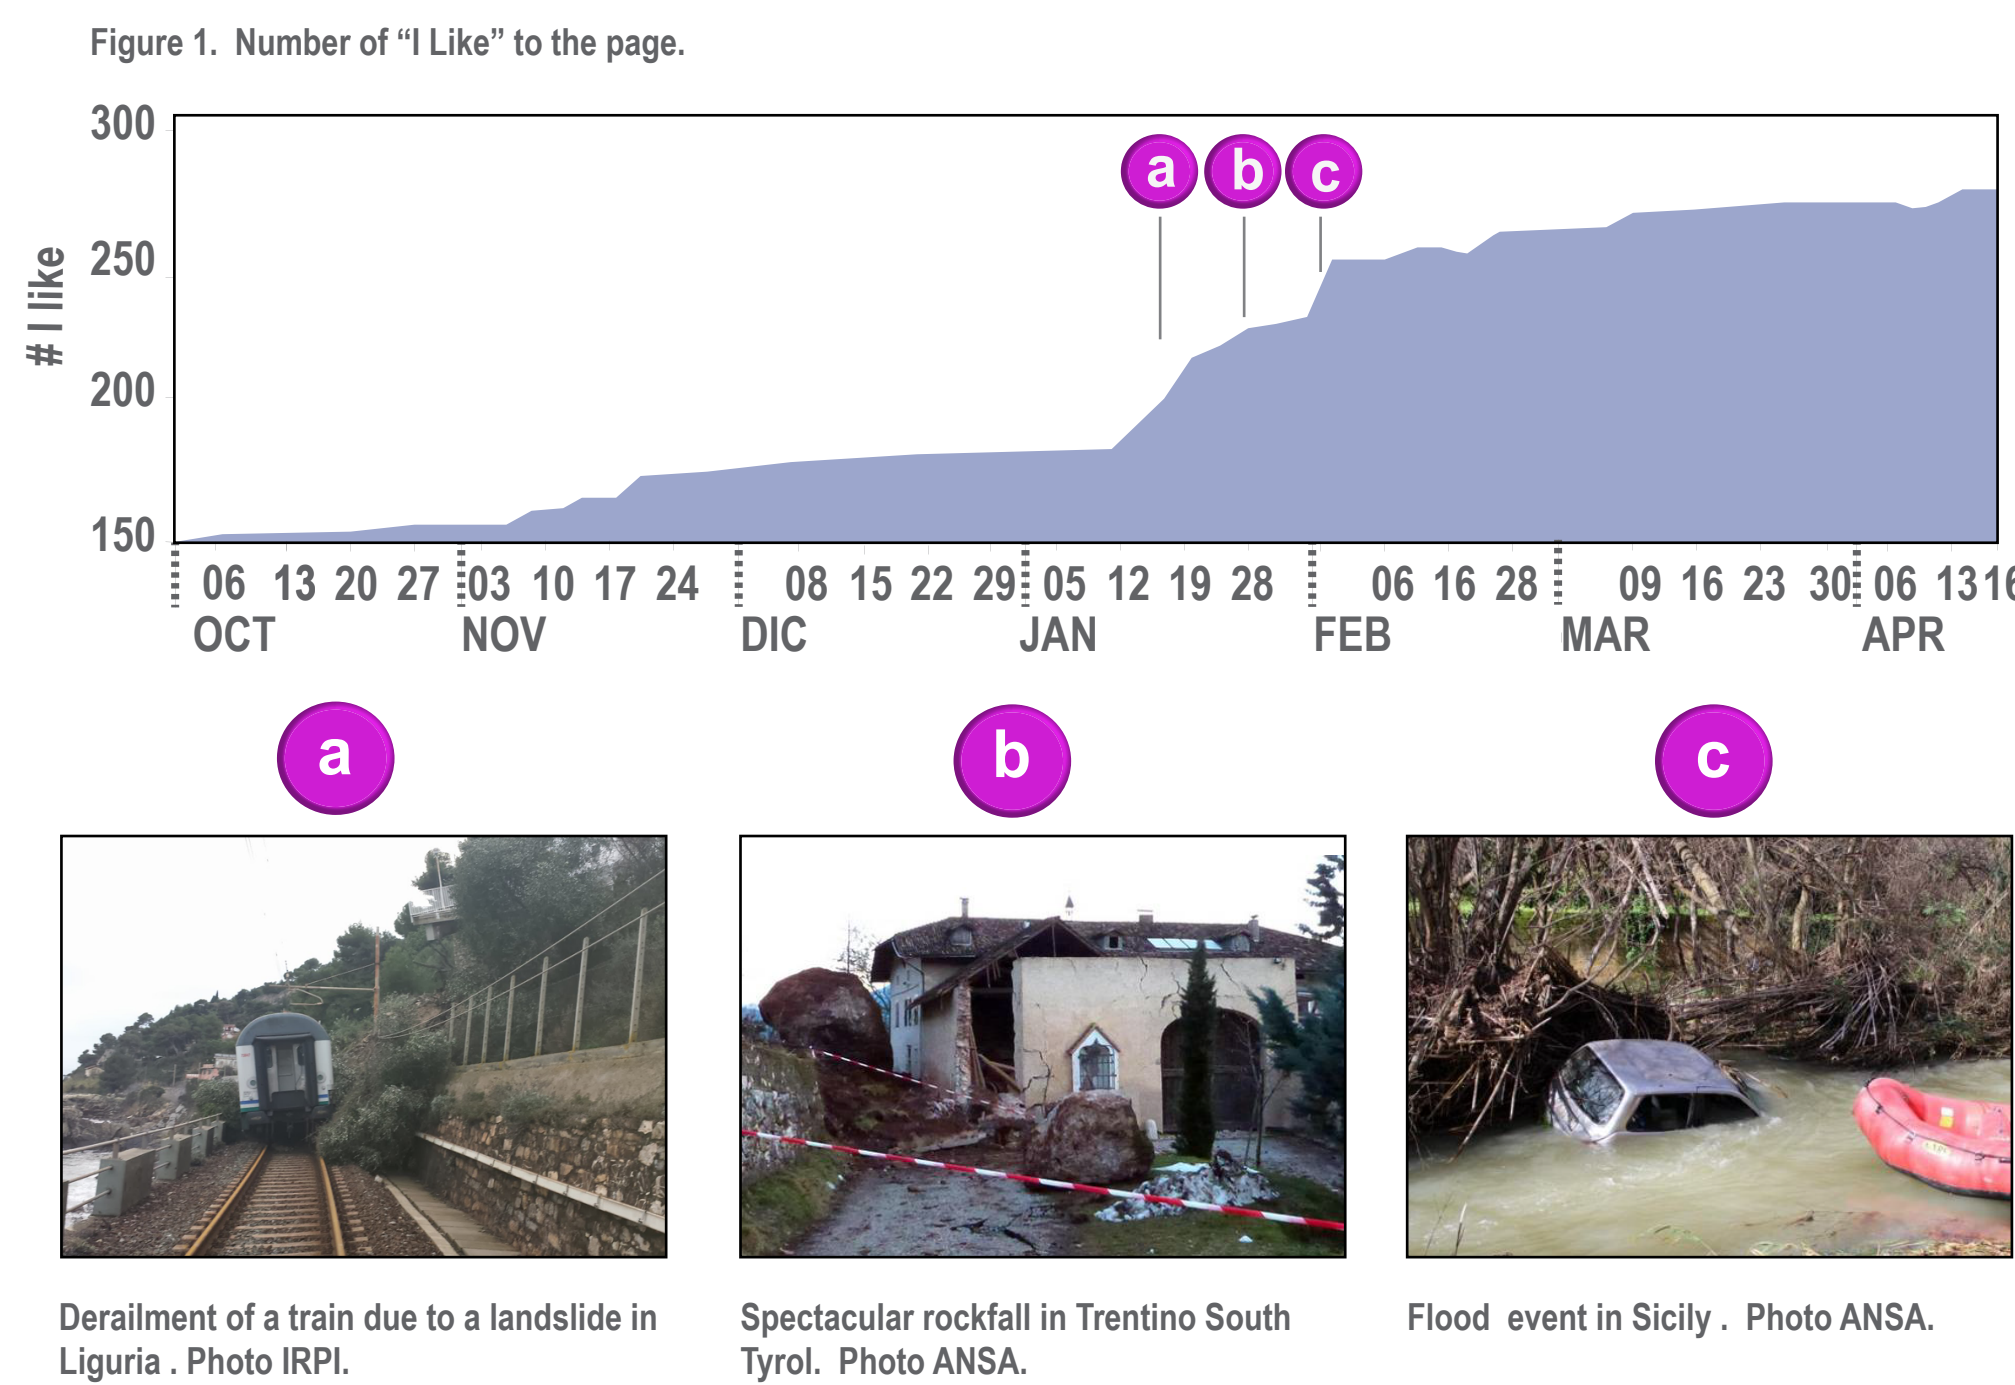 Figure 1. Number of “I Like” to the page.
300
250
200
150
# I like
a b c
06 13 20 27 03 10 17 24 08 15 22 29 05 12 19 28 06 16 28 09 16 23 30 06 13 16
OCT NOV DIC JAN FEB MAR APR
a b c
Derailment of a train due to a landslide in
Liguria . Photo IRPI.
Spectacular rockfall in Trentino South
Tyrol. Photo ANSA.
Flood event in Sicily . Photo ANSA.